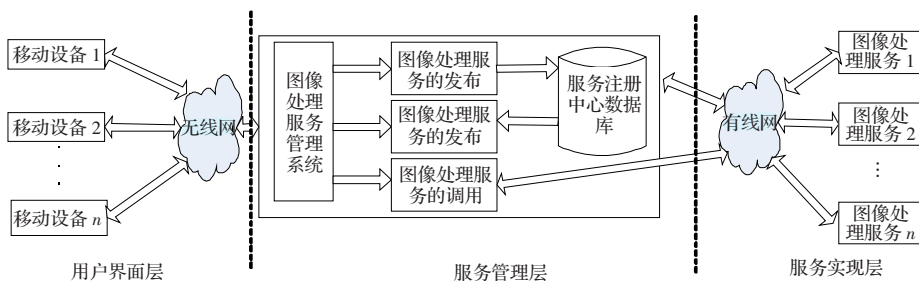 移动设备 1
移动设备 2
·
·
·
移动设备 n
无线网
图像
处理
服务
管理
系统
图像处理服
务的发布
图像处理服
务的发布
图像处理服
务的调用
服务注册
中心数据
库
有线网
图像处
理服务 1
图像处
理服务 2
⋮
图像处
理服务 n
用户界面层
服务管理层
服务实现层